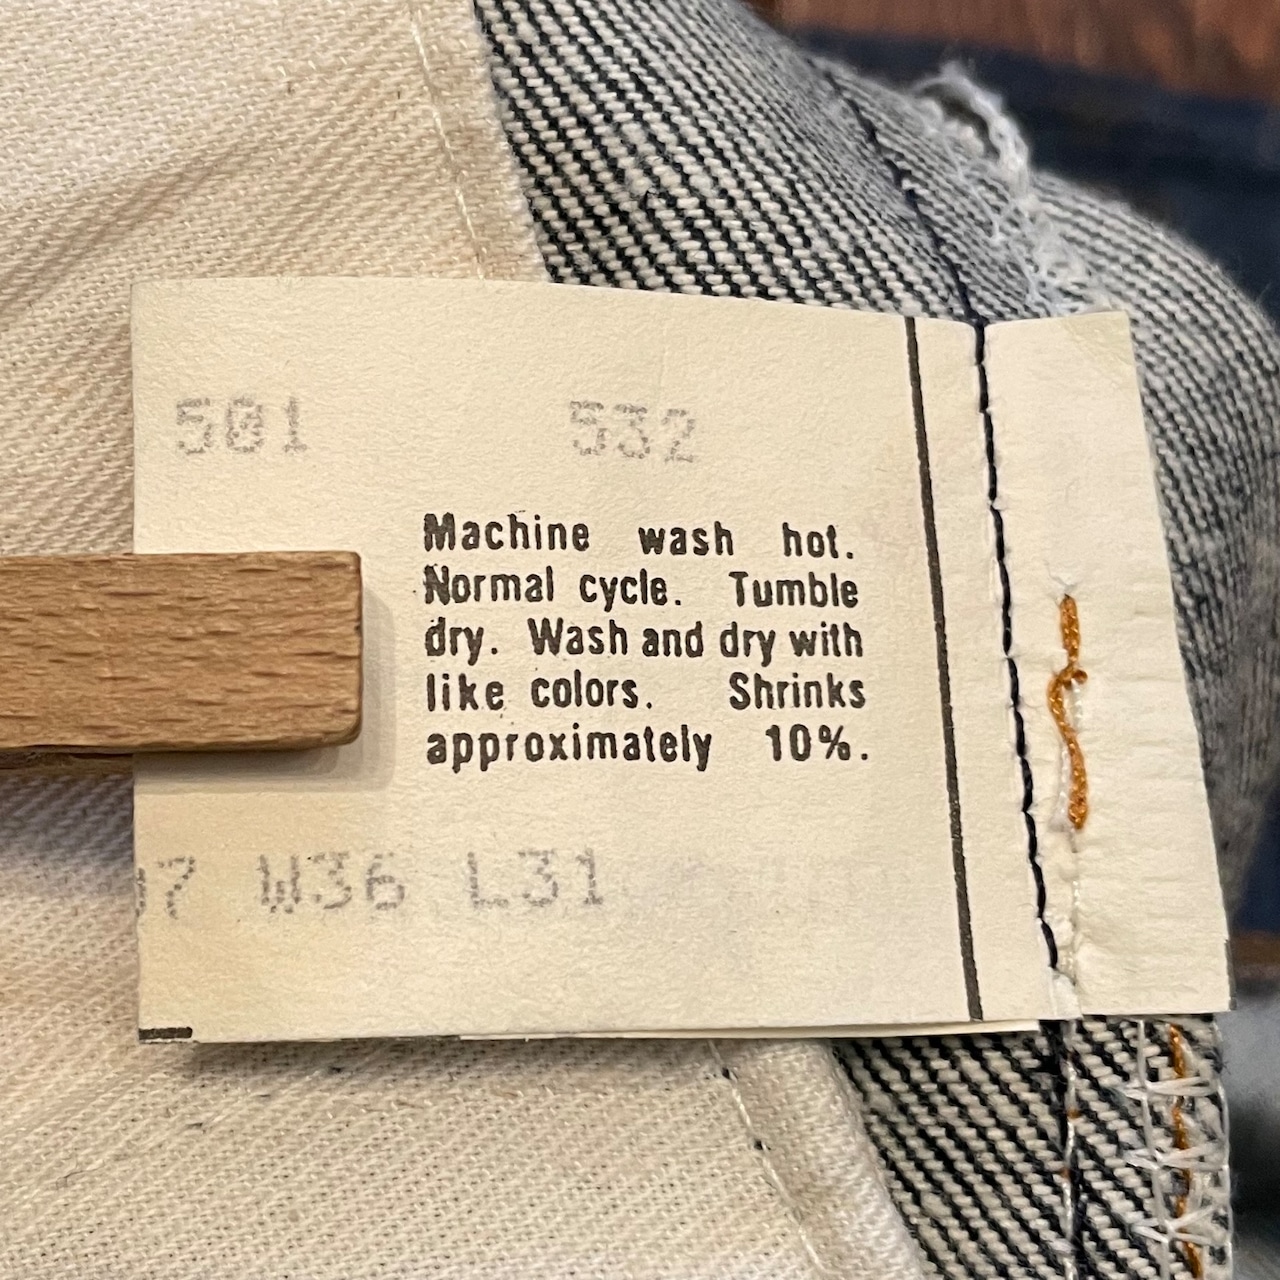 501 532
Machine wash hot.
Normal cycle. Tumble
dry. Wash and dry with
like colors. Shrinks
approximately 10%.
7 W36 L31